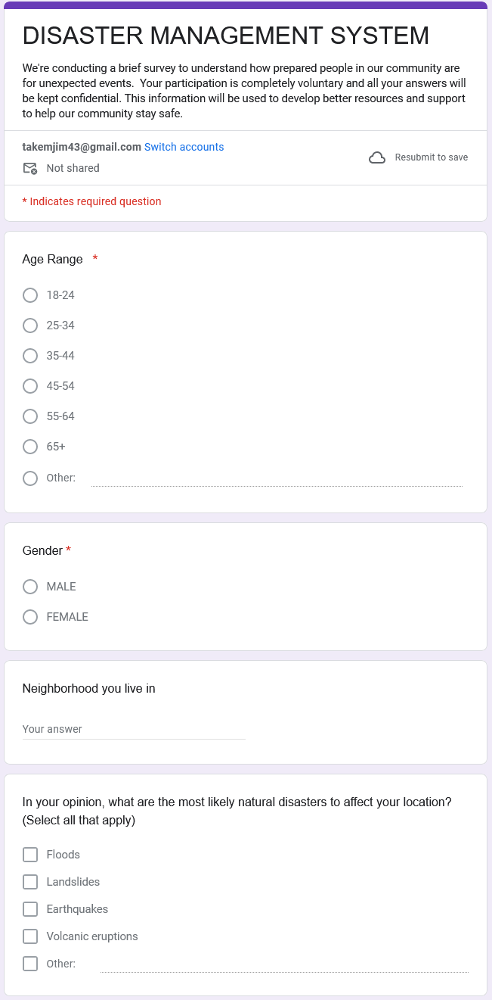 DISASTER MANAGEMENT SYSTEM
We're conducting a brief survey to understand how prepared people in our community are
for unexpected events.  Your participation is completely voluntary and all your answers will
be kept confidential. This information will be used to develop better resources and support
to help our community stay safe.
takemjim43@gmail.com Switch accounts
Resubmit to save
Not shared
* Indicates required question
Age Range *
18-24
25-34
35-44
45-54
55-64
65+
Other:
Gender *
MALE
FEMALE
Neighborhood you live in
Your answer
In your opinion, what are the most likely natural disasters to affect your location?
(Select all that apply)
Floods
Landslides
Earthquakes
Volcanic eruptions
Other: